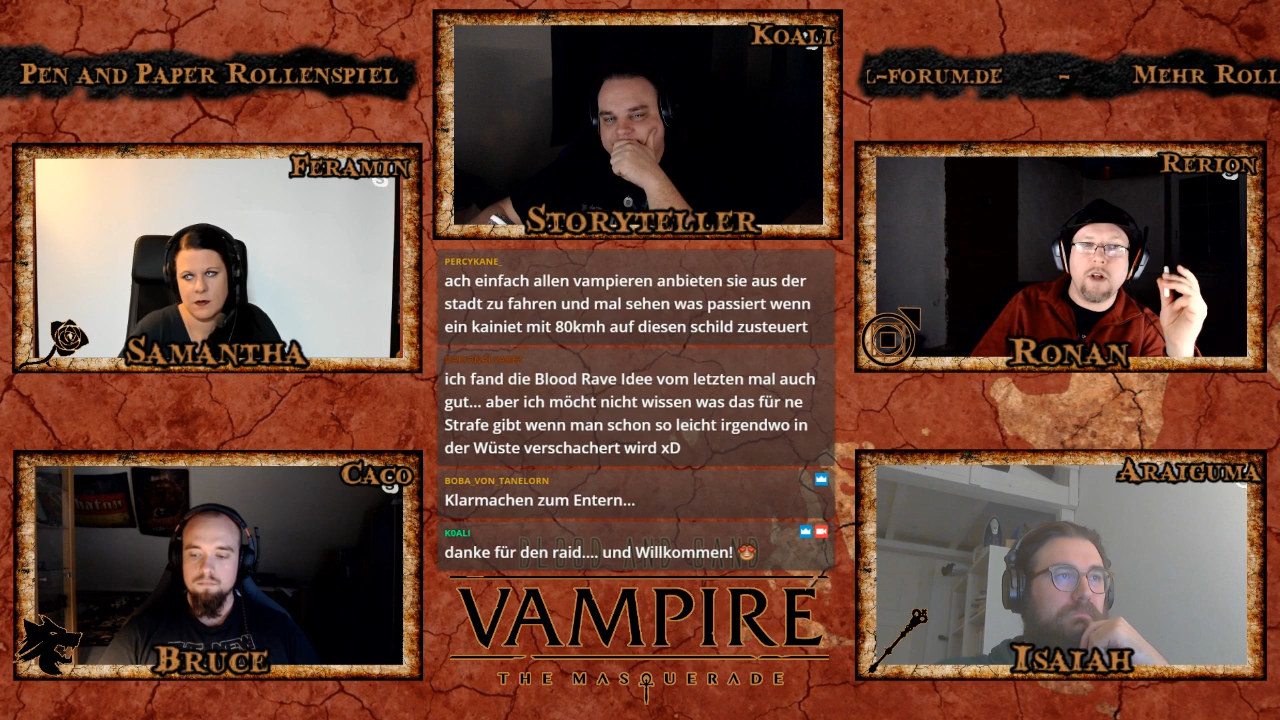 KOALI
PEN AND PAPER ROLLENSPIEL
L-FORUM.DE - MEHR ROLL
FERAMIN
RERION
STORYTELLER
SAMANTHA
RONAN
PERCYKANE_
ach einfach allen vampieren anbieten sie aus der
stadt zu fahren und mal sehen was passiert wenn
ein kainiet mit 80kmh auf diesen schild zusteuert
ich fand die Blood Rave Idee vom letzten mal auch
gut... aber ich möcht nicht wissen was das für ne
Strafe gibt wenn man schon so leicht irgendwo in
der Wüste verschachert wird xD
BOBA_VON_TANELORN
Klarmachen zum Entern...
K0ALI
danke für den raid.... und Willkommen!
BLOOD AND SAND
CACO
ARAIGUMA
BRUCE
ISAIAH
VAMPIRE
THE MASQUERADE